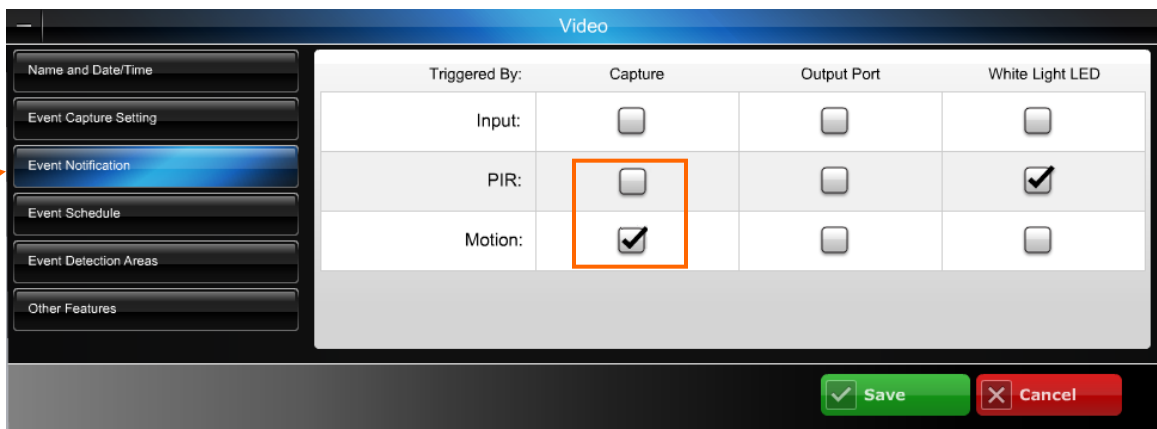 Video
Name and Date/Time
Event Capture Setting
Event Notification
Event Schedule
Event Detection Areas
Other Features
Triggered By: Capture Output Port White Light LED
Input:
PIR:
Motion:
Save Cancel